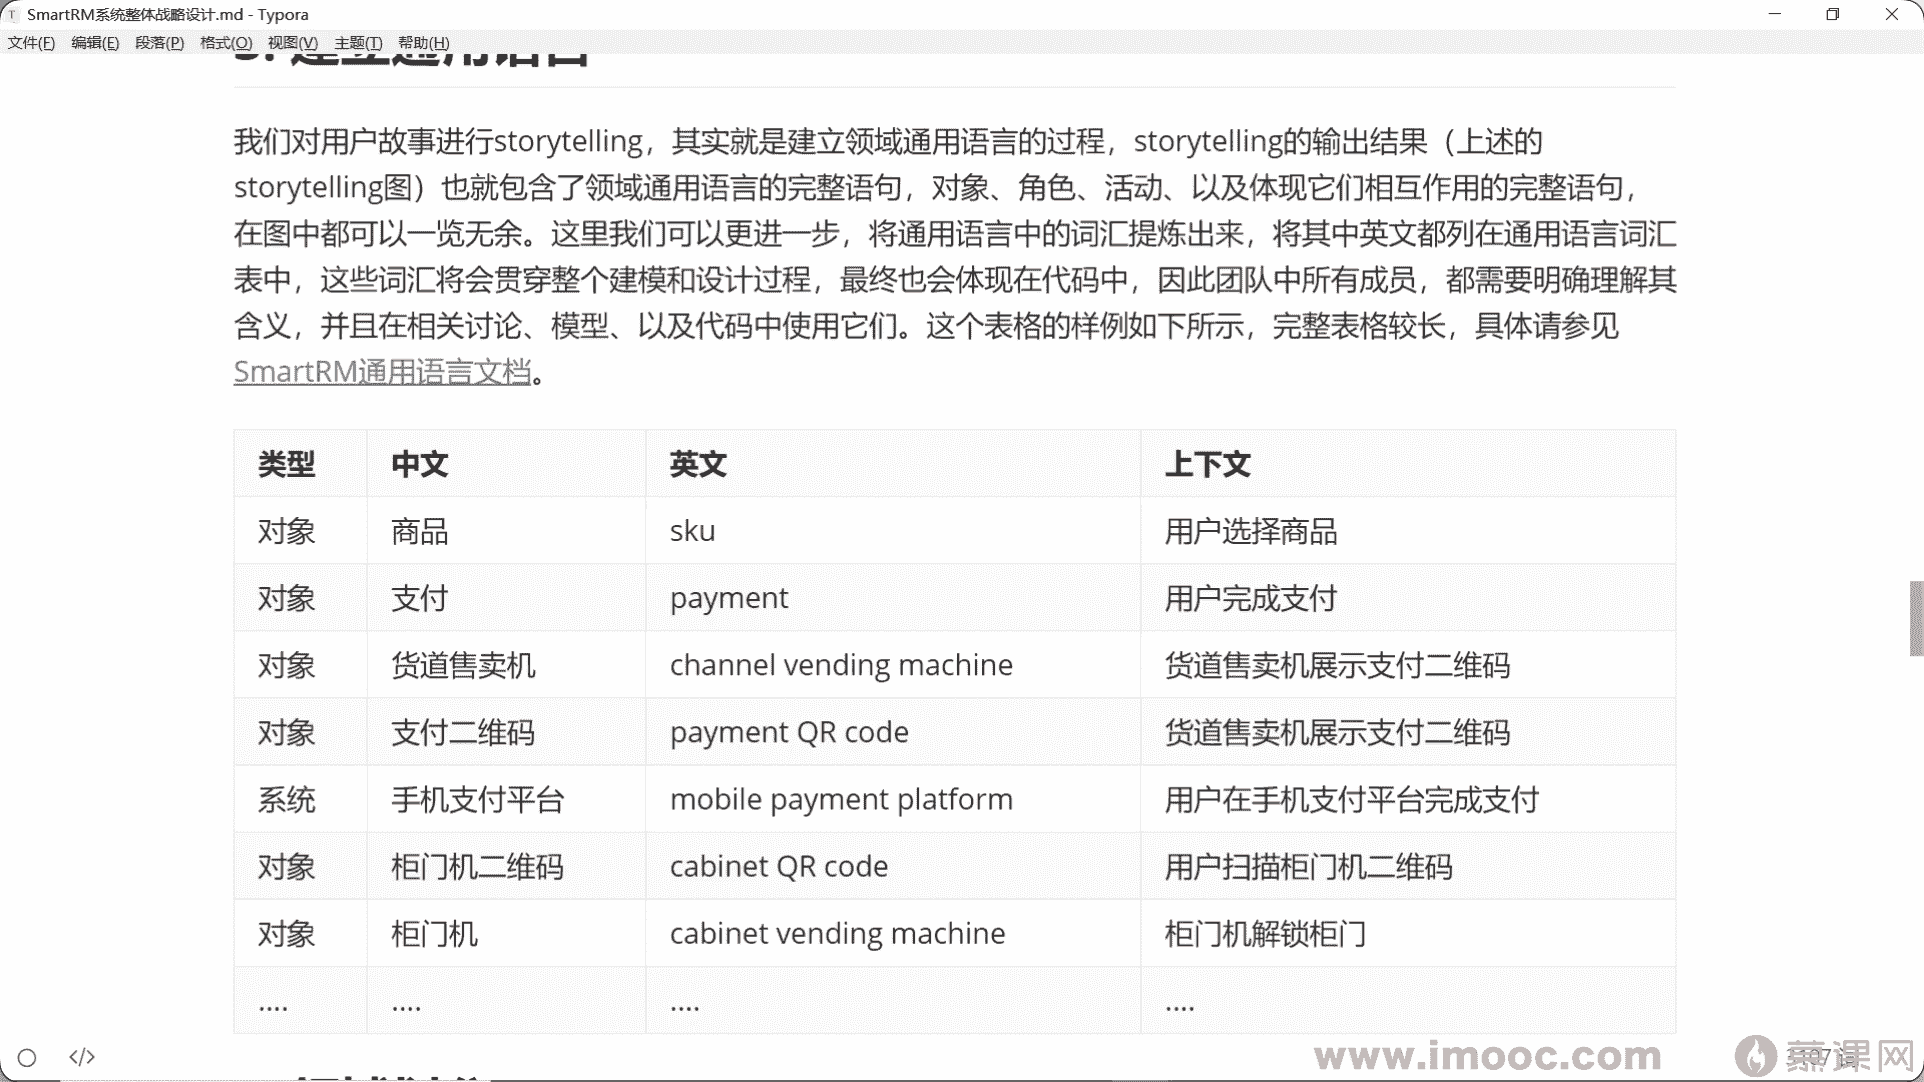 SmartRM系统整体战略设计.md - Typora
文件(F) 编辑(E) 段落(P) 格式(O) 视图(V) 主题(T) 帮助(H)
建立通用语言
我们对用户故事进行storytelling，其实就是建立领域通用语言的过程，storytelling的输出结果（上述的
storytelling图）也就包含了领域通用语言的完整语句，对象、角色、活动、以及体现它们相互作用的完整语句，
在图中都可以一览无余。这里我们可以更进一步，将通用语言中的词汇提炼出来，将其中英文都列在通用语言词汇
表中，这些词汇将会贯穿整个建模和设计过程，最终也会体现在代码中，因此团队中所有成员，都需要明确理解其
含义，并且在相关讨论、模型、以及代码中使用它们。这个表格的样例如下所示，完整表格较长，具体请参见
SmartRM通用语言文档。
类型 中文 英文 上下文
对象 商品 sku 用户选择商品
对象 支付 payment 用户完成支付
对象 货道售卖机 channel vending machine 货道售卖机展示支付二维码
对象 支付二维码 payment QR code 货道售卖机展示支付二维码
系统 手机支付平台 mobile payment platform 用户在手机支付平台完成支付
对象 柜门机二维码 cabinet QR code 用户扫描柜门机二维码
对象 柜门机 cabinet vending machine 柜门机解锁柜门
.... .... .... ....
www.imooc.com 慕课网